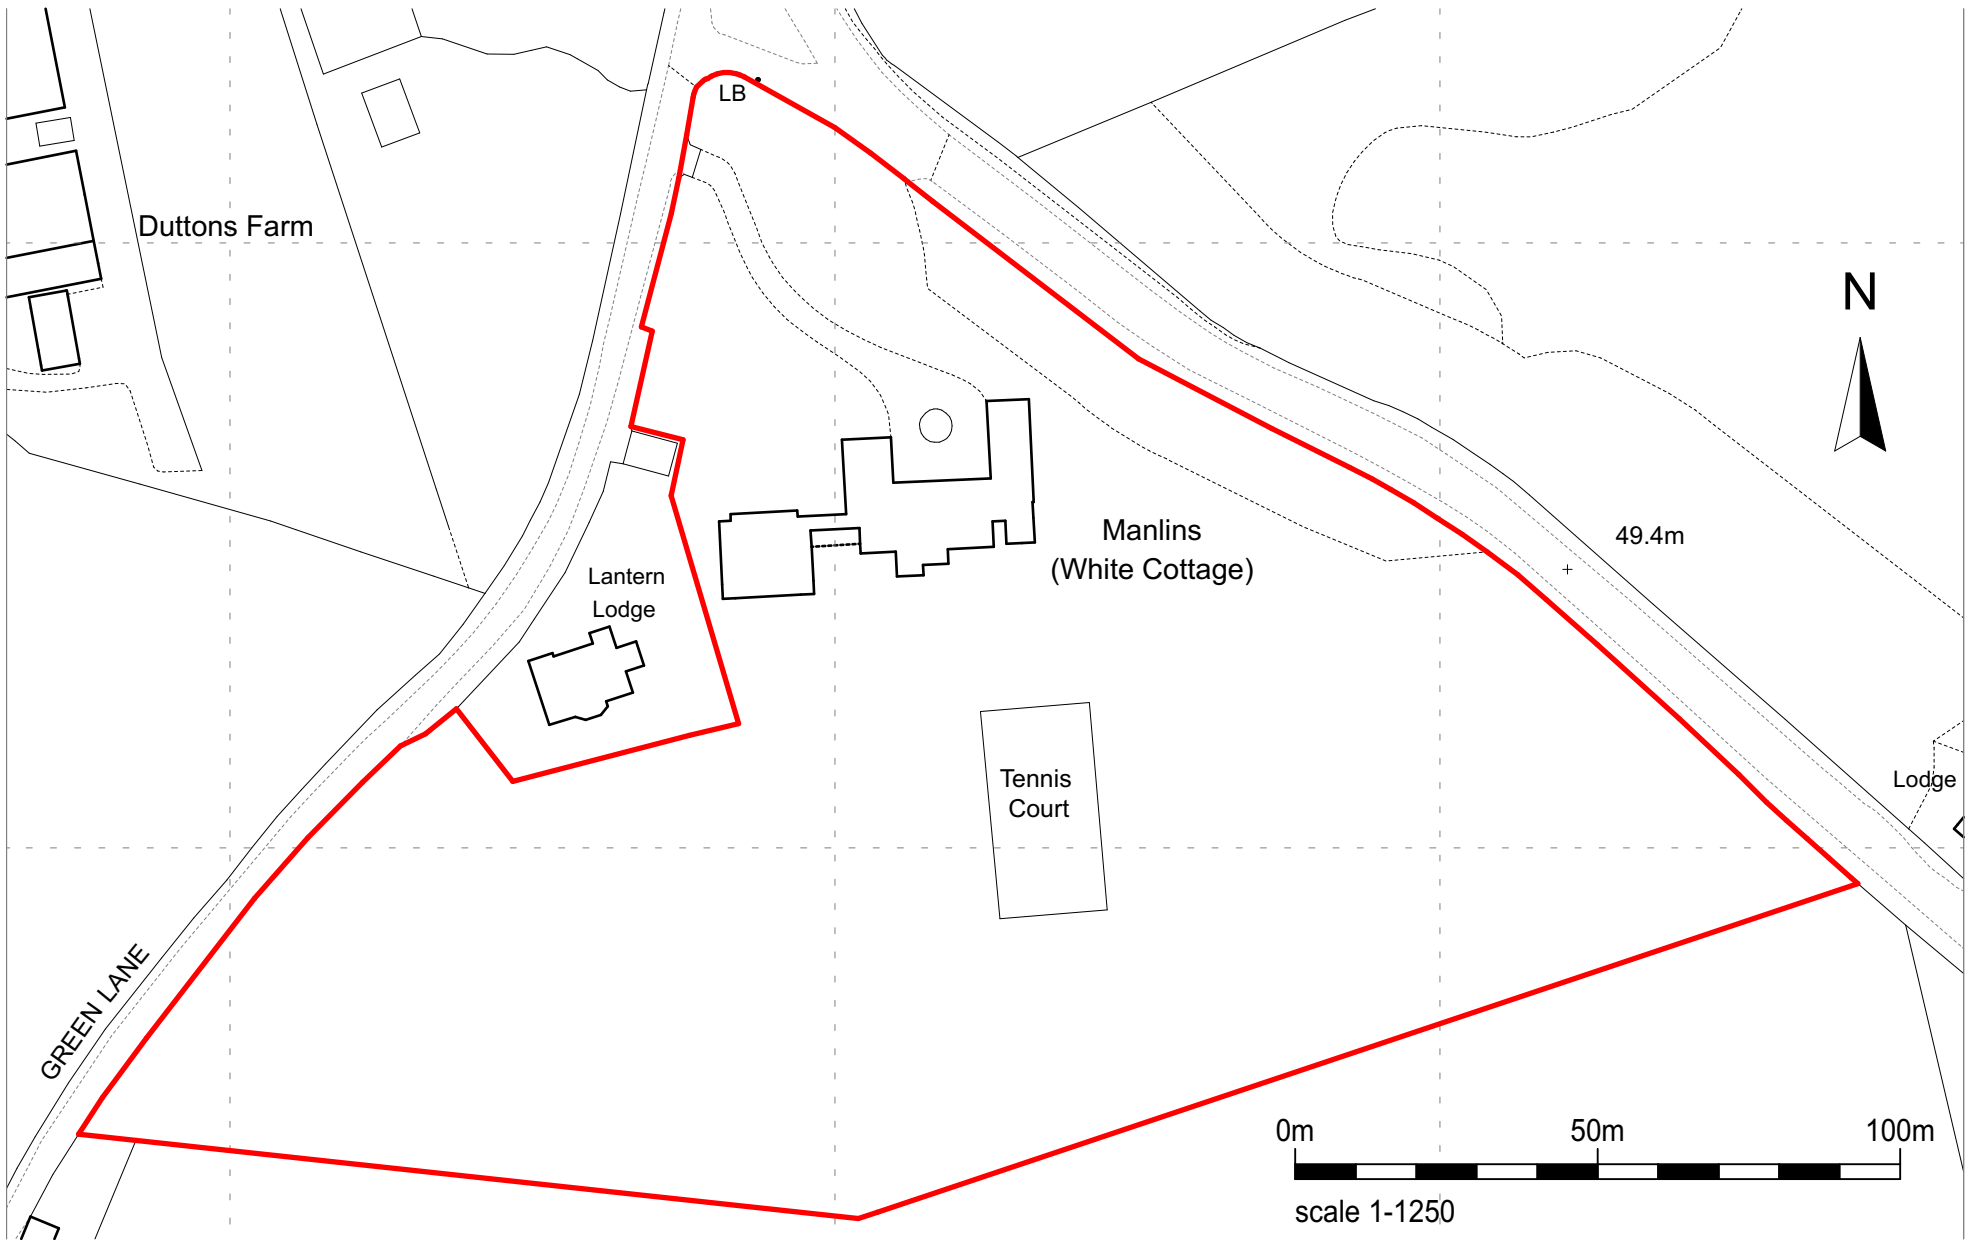 LB
Duttons Farm
N
Manlins
(White Cottage)
49.4m
Lantern
Lodge
Tennis
Court
Lodge
GREEN LANE
0m 50m 100m
scale 1-1250